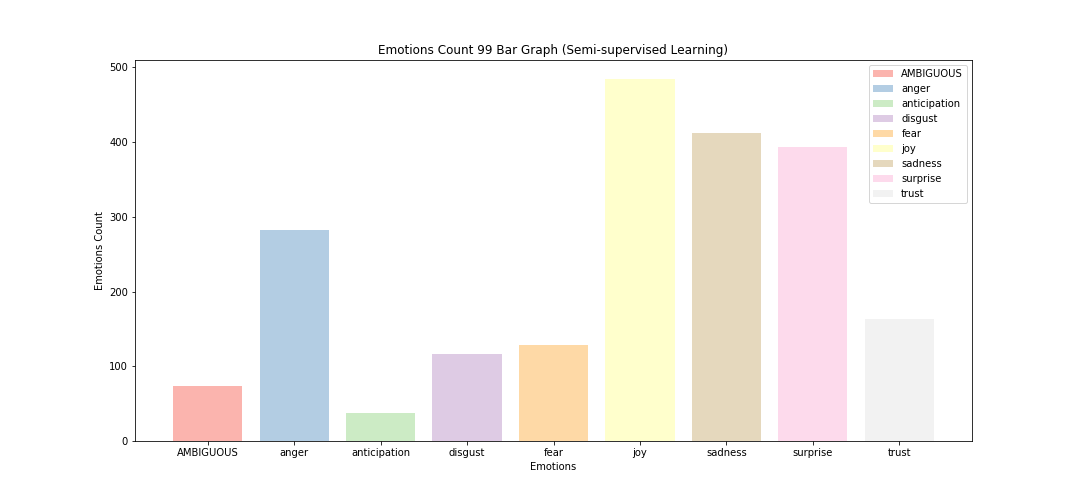 Emotions Count 99 Bar Graph (Semi-supervised Learning)
500
400
300
200
100
0
Emotions Count
AMBIGUOUS
anger
anticipation
disgust
fear
joy
sadness
surprise
trust
AMBIGUOUS anger anticipation disgust fear joy sadness surprise trust
Emotions